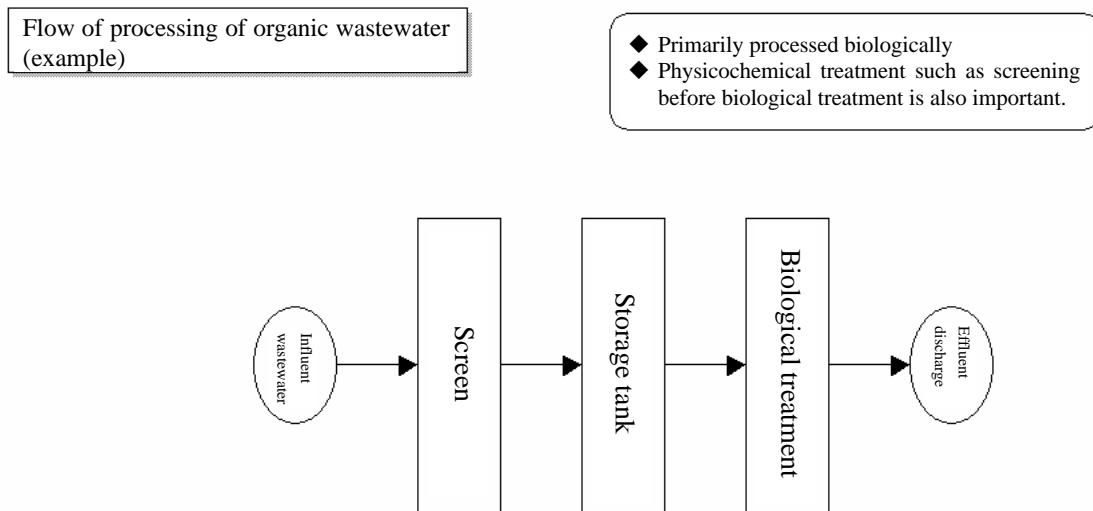 Flow of processing of organic wastewater
(example)
◆ Primarily processed biologically
◆ Physicochemical treatment such as screening
before biological treatment is also important.
Influent
wastewater
Screen
Storage tank
Biological treatment
Effluent
discharge